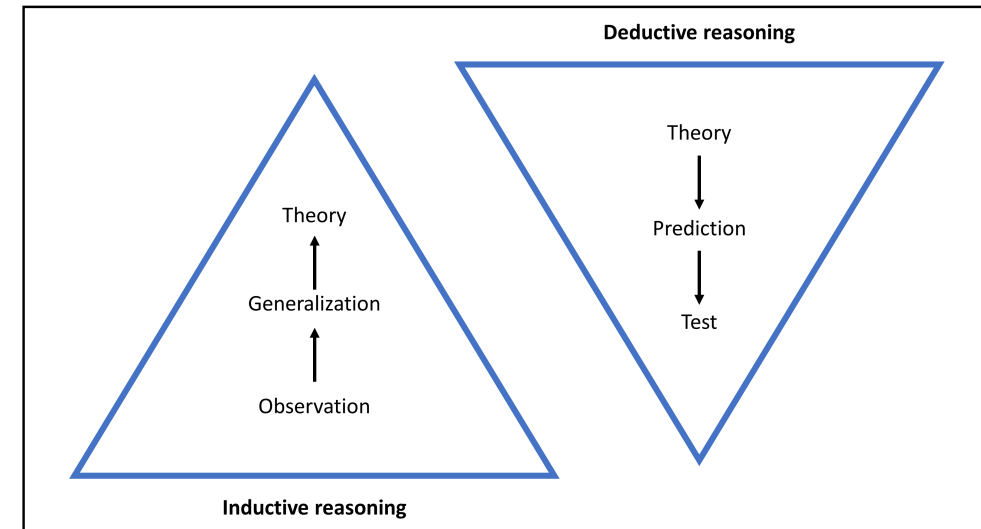 Deductive reasoning
Theory
Prediction
Test
Theory
Generalization
Observation
Inductive reasoning